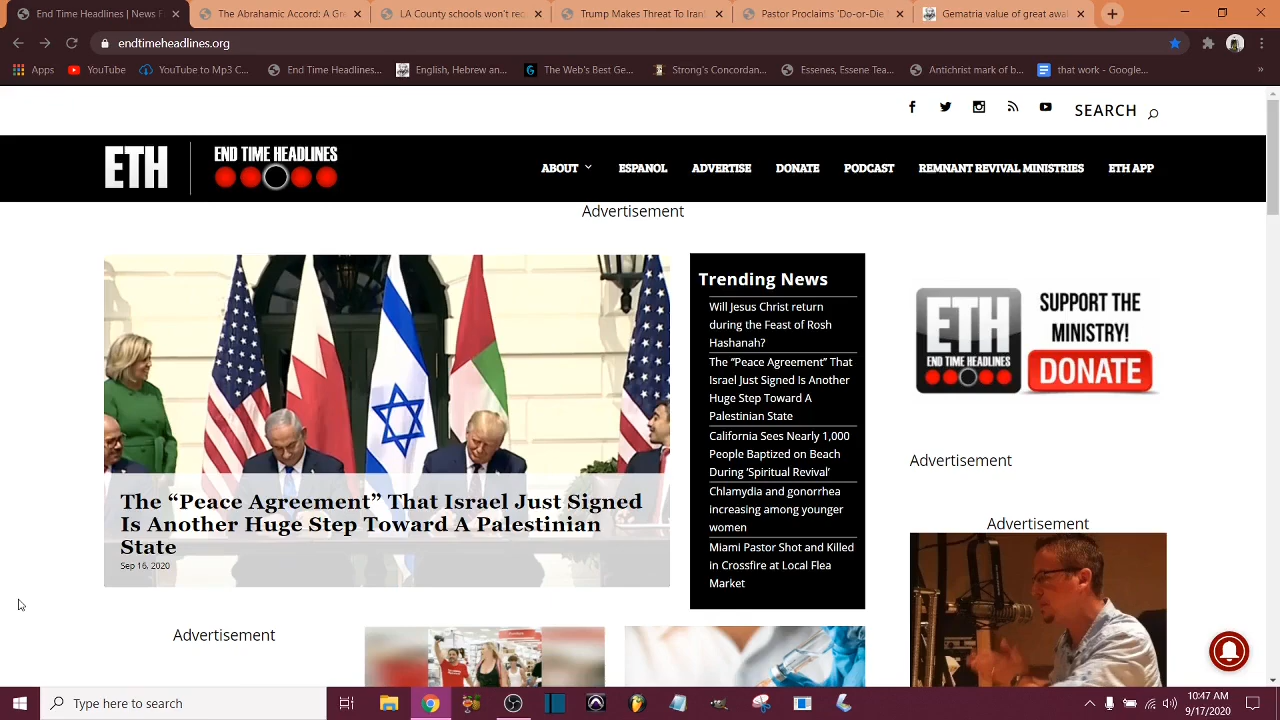 End Time Headlines | News F
The Abrahamic Accord: A Gre
LA County schools won't rec
Trump Makes Threat To Iran
Pastor Proclaims 'Do-or-Die
Gematria value of great awa
endtimeheadlines.org
Apps
YouTube
YouTube to Mp3 C...
End Time Headlines...
English, Hebrew an...
The Web's Best Ge...
Strong's Concordan...
Essenes, Essene Tea...
Antichrist mark of b...
that work - Google...
SEARCH
ETH
END TIME HEADLINES
ABOUT
ESPANOL
ADVERTISE
DONATE
PODCAST
REMNANT REVIVAL MINISTRIES
ETH APP
Advertisement
The “Peace Agreement” That Israel Just Signed
Is Another Huge Step Toward A Palestinian
State
Sep 16, 2020
Trending News
Will Jesus Christ return
during the Feast of Rosh
Hashanah?
The “Peace Agreement” That
Israel Just Signed Is Another
Huge Step Toward A
Palestinian State
California Sees Nearly 1,000
People Baptized on Beach
During ‘Spiritual Revival’
Chlamydia and gonorrhea
increasing among younger
women
Miami Pastor Shot and Killed
in Crossfire at Local Flea
Market
ETH
END TIME HEADLINES
SUPPORT THE
MINISTRY!
DONATE
Advertisement
Advertisement
Advertisement
Type here to search
10:47 AM
9/17/2020